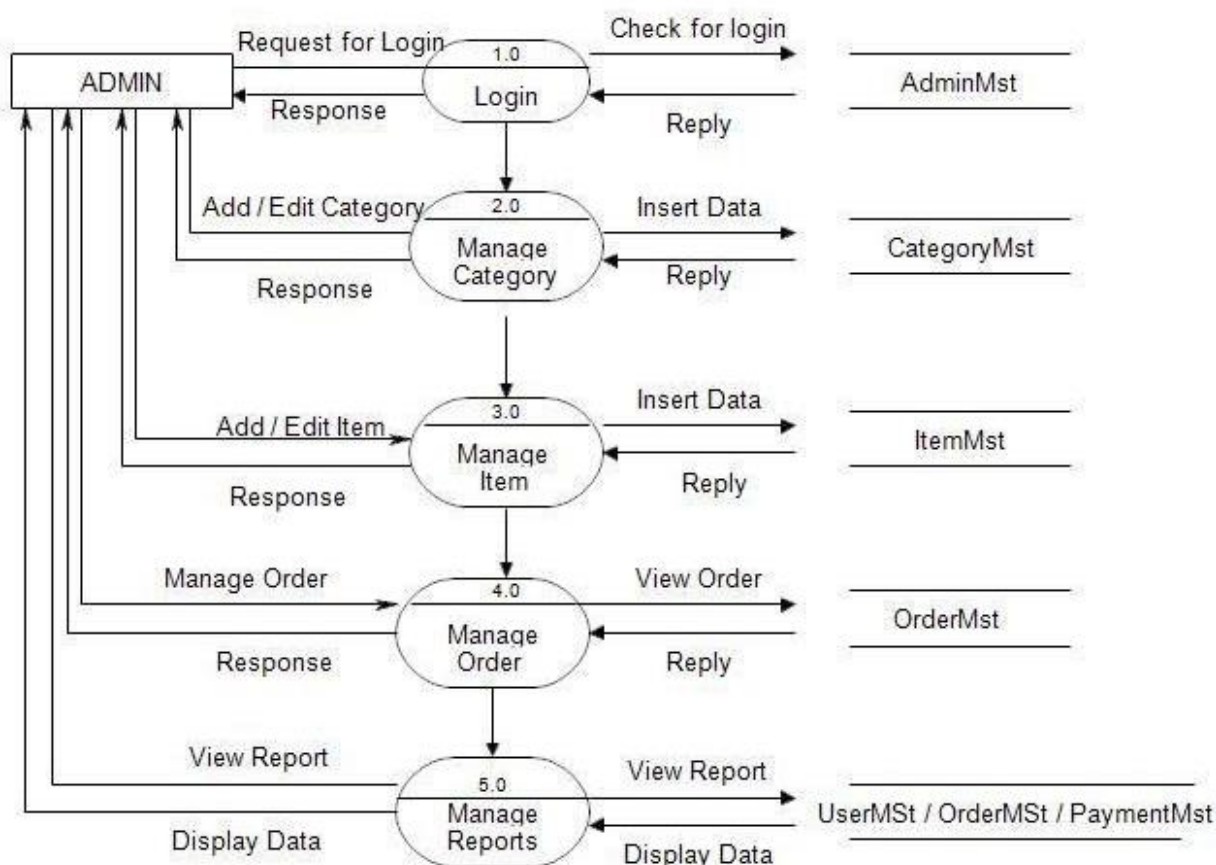 Request for Login
1.0
Check for login
ADMIN
Login
AdminMst
Response
Reply
Add / Edit Category
2.0
Insert Data
Manage
Category
CategoryMst
Response
Reply
3.0
Insert Data
Add / Edit Item
Manage
Item
ItemMst
Response
Reply
Manage Order
4.0
View Order
Manage
Order
OrderMst
Response
Reply
View Report
5.0
View Report
Manage
Reports
UserMSt / OrderMSt / PaymentMst
Display Data
Display Data